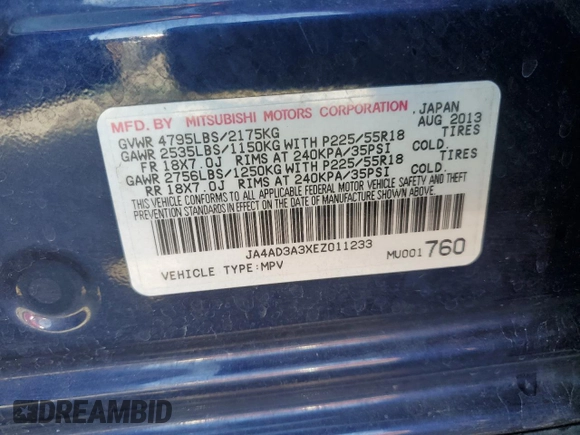 MFD. BY MITSUBISHI MOTORS CORPORATION, JAPAN
GVWR 4795LBS/2175KG AUG 2013
GAWR 2535LBS/1150KG WITH P225/55R18 TIRES
FR 18X7.0J RIMS AT 240KPA/35PSI COLD.
GAWR 2756LBS/1250KG WITH P225/55R18 TIRES
RR 18X7.0J RIMS AT 240KPA/35PSI COLD.
THIS VEHICLE CONFORMS TO ALL APPLICABLE FEDERAL MOTOR VEHICLE SAFETY AND THEFT
PREVENTION STANDARDS IN EFFECT ON THE DATE OF MANUFACTURE SHOWN ABOVE.
JA4AD3A3XEZ011233
VEHICLE TYPE:MPV MU001760
DREAMBID